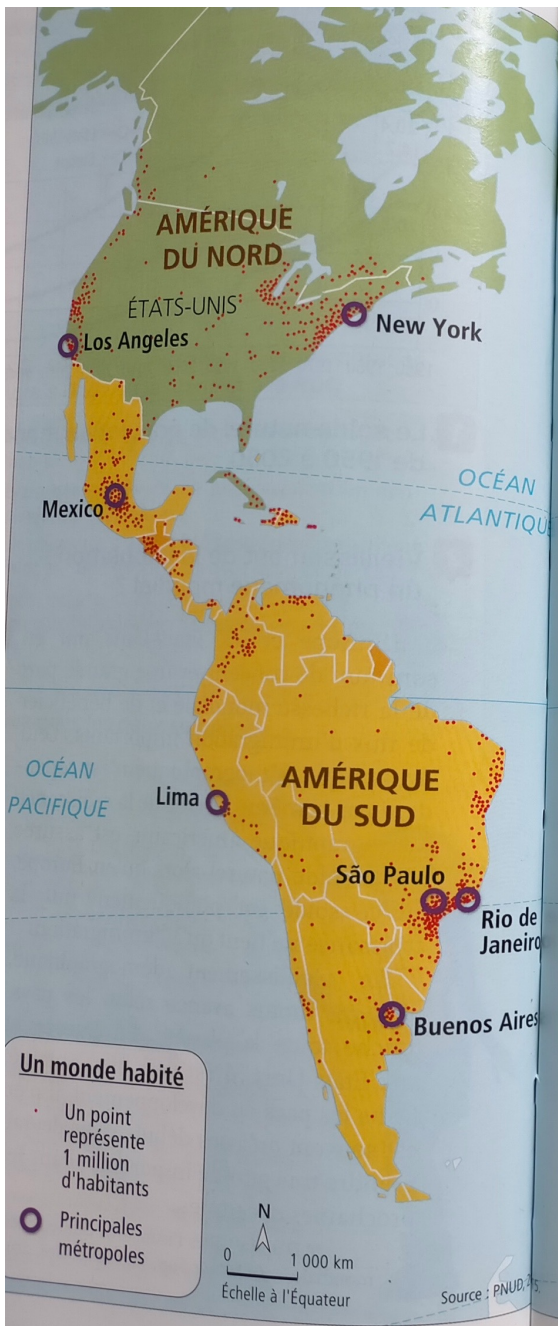 AMÉRIQUE
DU NORD
ÉTATS-UNIS
New York
Los Angeles
OCÉAN
ATLANTIQUE
Mexico
OCÉAN
PACIFIQUE
AMÉRIQUE
DU SUD
Lima
São Paulo
Rio de
Janeiro
Buenos Aires
Un monde habité
Un point
représente
1 million
d'habitants
Principales
métropoles
N
0 1 000 km
Échelle à l'Équateur
Source : PNUD,